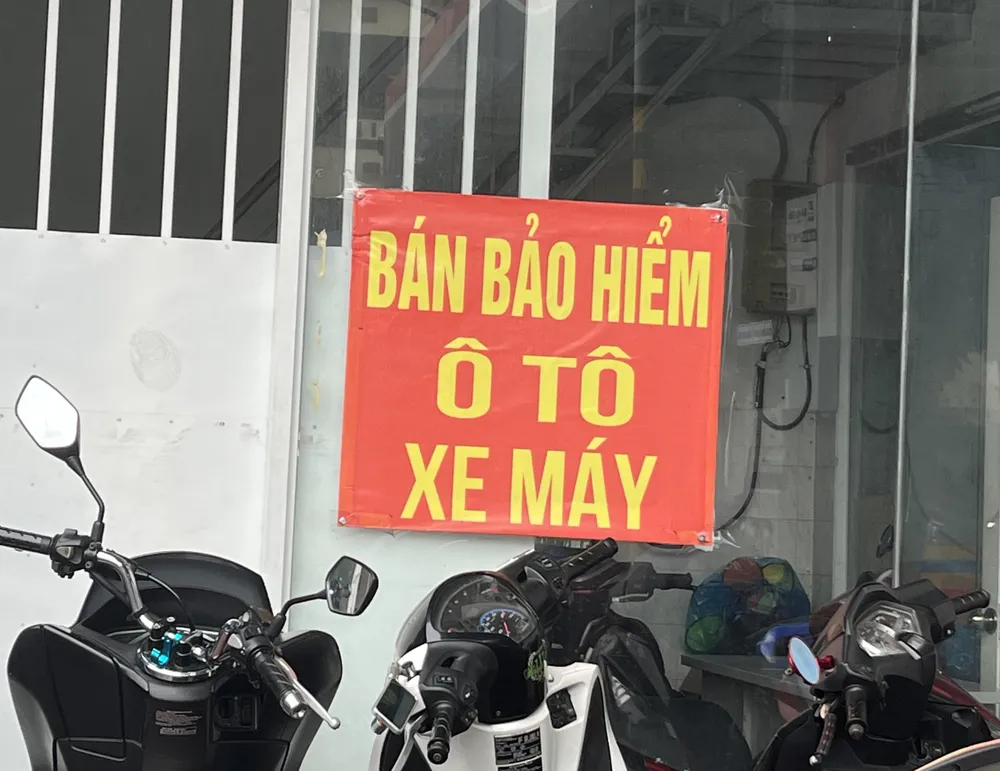 BÁN BẢO HIỂM
Ô TÔ
XE MÁY